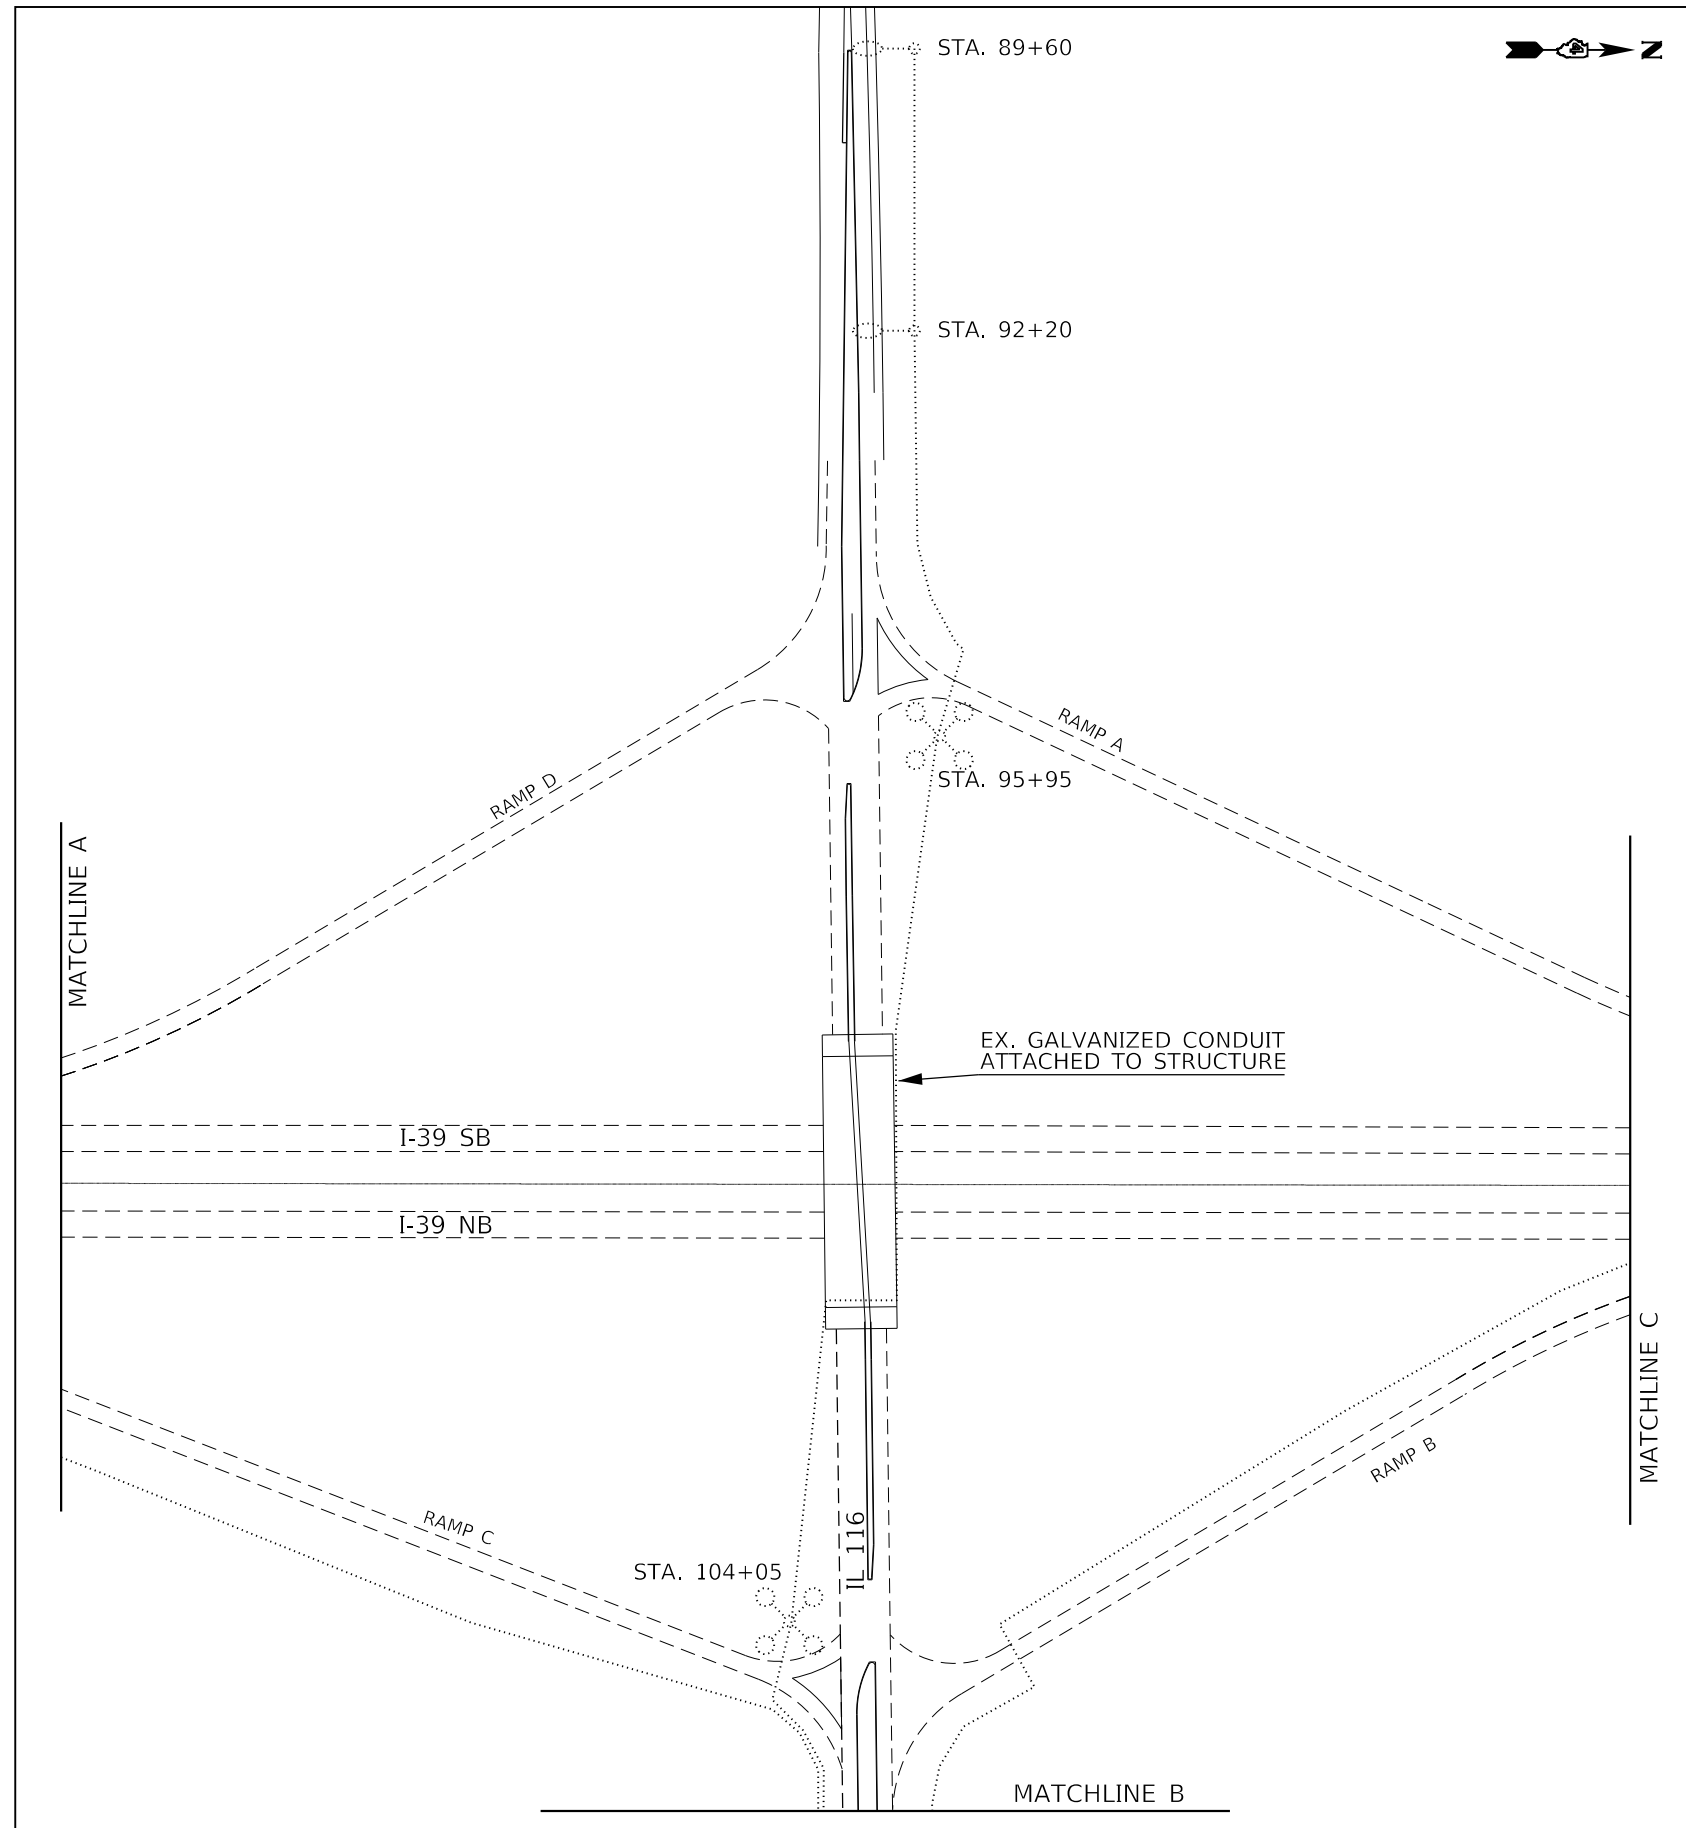 STA. 89+60
N
STA. 92+20
RAMP A
STA. 95+95
RAMP D
MATCHLINE A
EX. GALVANIZED CONDUIT
ATTACHED TO STRUCTURE
I-39 SB
I-39 NB
MATCHLINE C
RAMP B
RAMP C
IL 116
STA. 104+05
MATCHLINE B